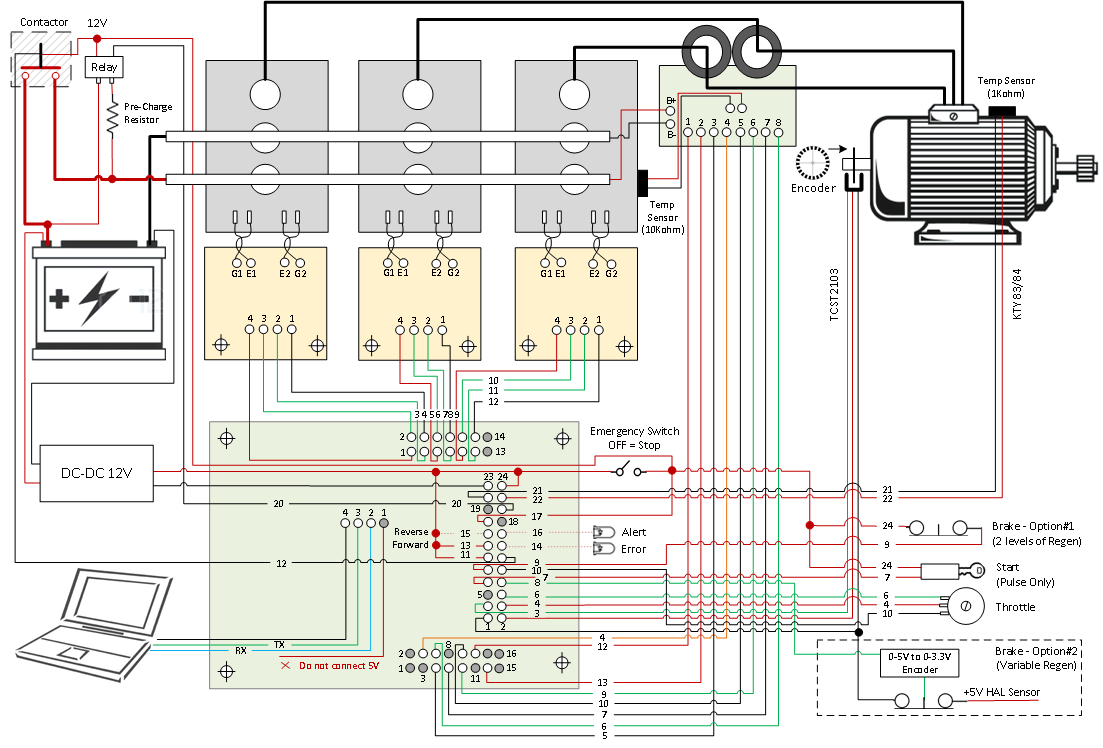 Contactor
12V
Relay
Pre-Charge
Resistor
Temp Sensor
(1Kohm)
B+
B-
1 2 3 4 5 6 7 8
Encoder
Temp
Sensor
(10Kohm)
G1 E1 E2 G2
G1 E1 E2 G2
G1 E1 E2 G2
TCST2103
KTY83/84
4 3 2 1
4 3 2 1
4 3 2 1
10
11
12
3 4 5 6 7 8 9
2 14
1 13
Emergency Switch
OFF = Stop
DC-DC 12V
23 24
21 21
22 22
20 20
19
17
18
4 3 2 1
Reverse 15 16 Alert
Forward 13 14 Error
11
12
9
10
7
8
5 6
4
3
1 2
24 Brake - Option#1
9 (2 levels of Regen)
24 Start
7 (Pulse Only)
6
4 Throttle
10
TX
RX
Do not connect 5V
8
2 16
1 15
3 11
4
12
13
9
10
7
6
5
Brake - Option#2
(Variable Regen)
0-5V to 0-3.3V
Encoder
+5V HAL Sensor